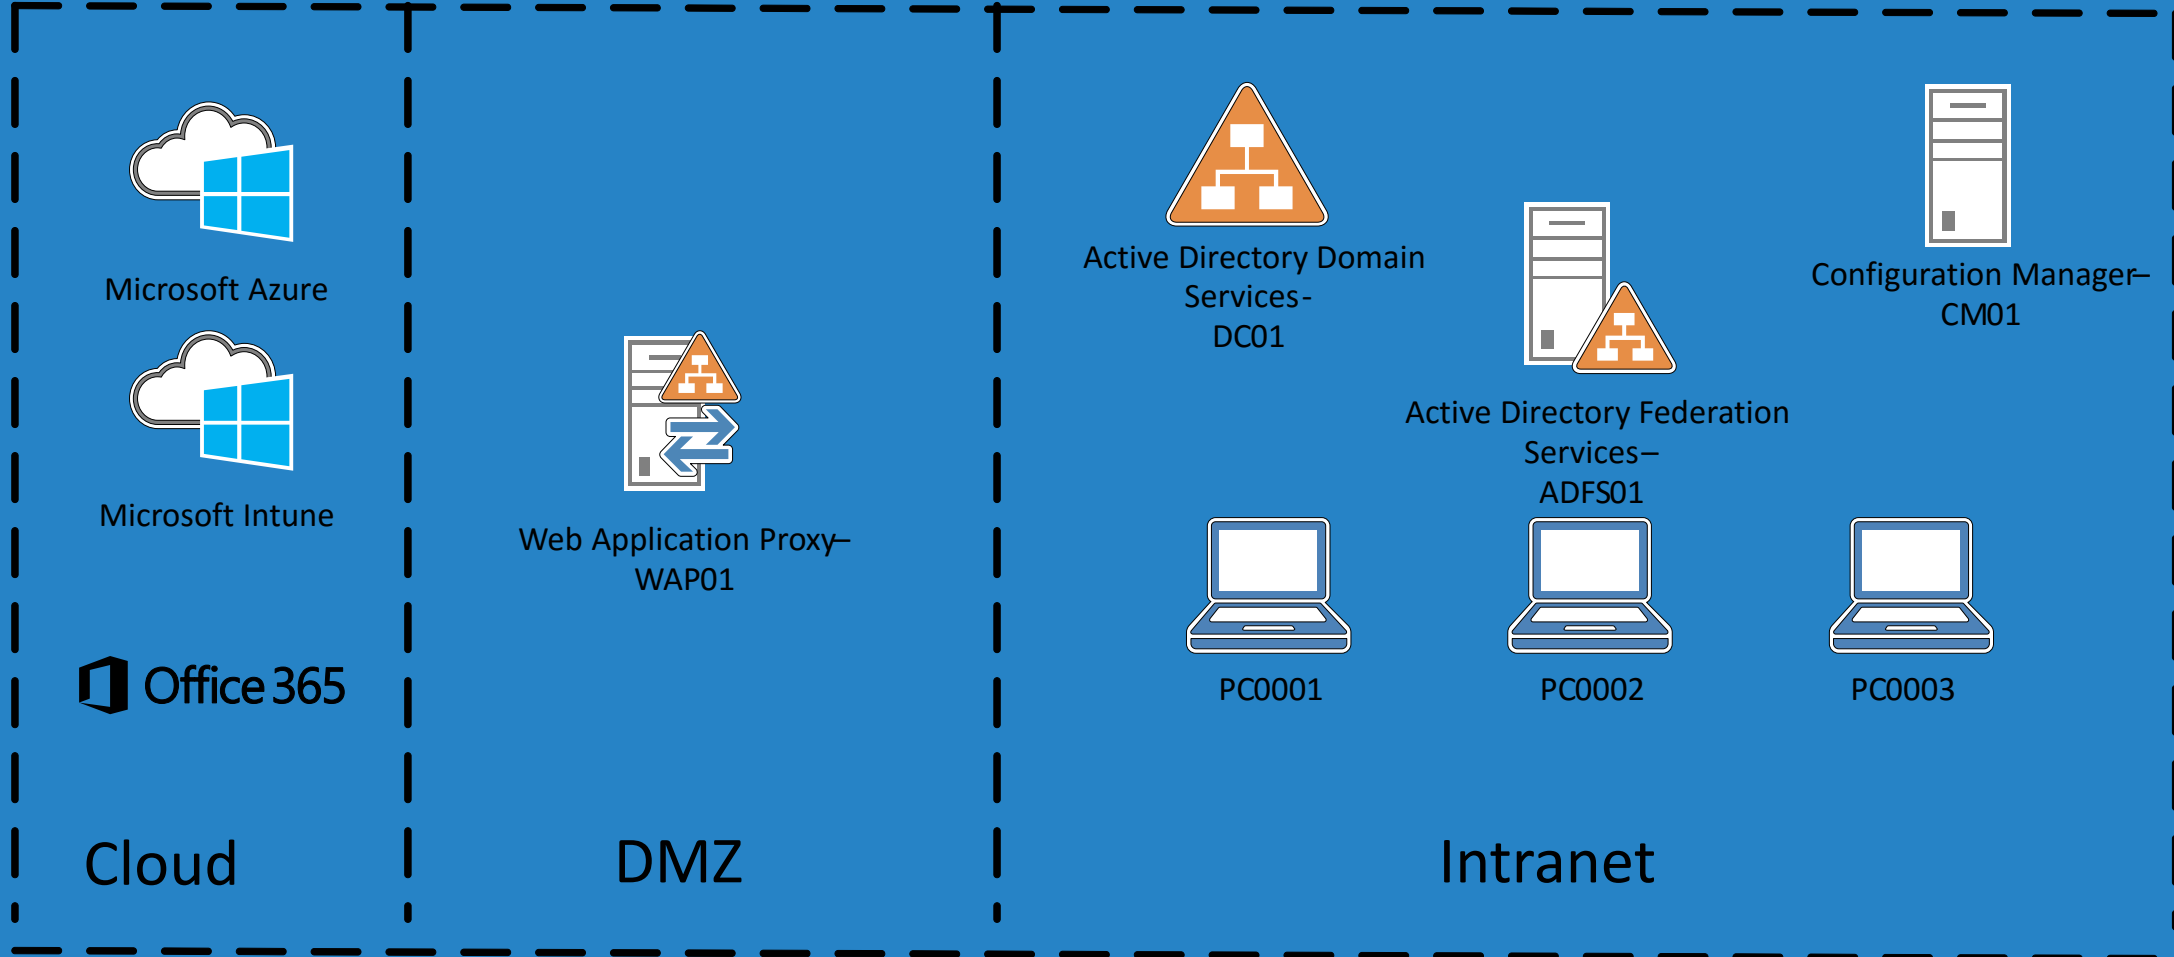 Microsoft Azure
Microsoft Intune
Office 365
Cloud
Web Application Proxy–
WAP01
DMZ
Active Directory Domain
Services-
DC01
Active Directory Federation
Services–
ADFS01
Configuration Manager–
CM01
PC0001
PC0002
PC0003
Intranet